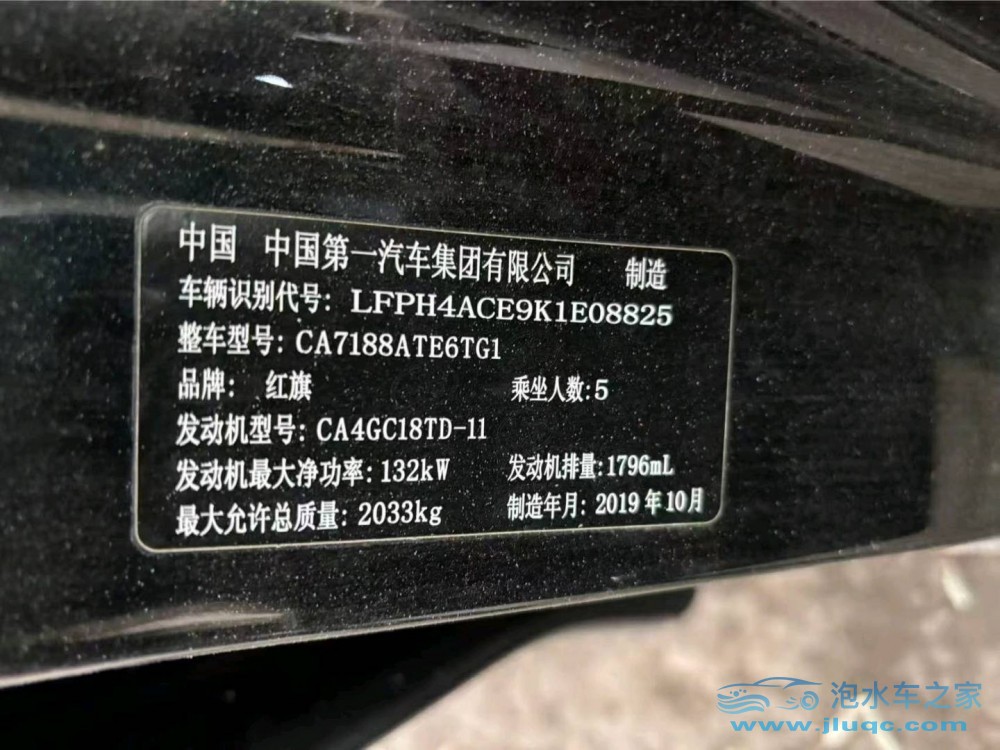 中国 中国第一汽车集团有限公司 制造
车辆识别代号: LFPH4ACE9K1E08825
整车型号: CA7188ATE6TG1
品牌: 红旗 乘坐人数:5
发动机型号: CA4GC18TD-11
发动机最大净功率: 132kW 发动机排量:1796mL
最大允许总质量: 2033kg 制造年月: 2019年10月
泡水车之家
www.jluqc.com